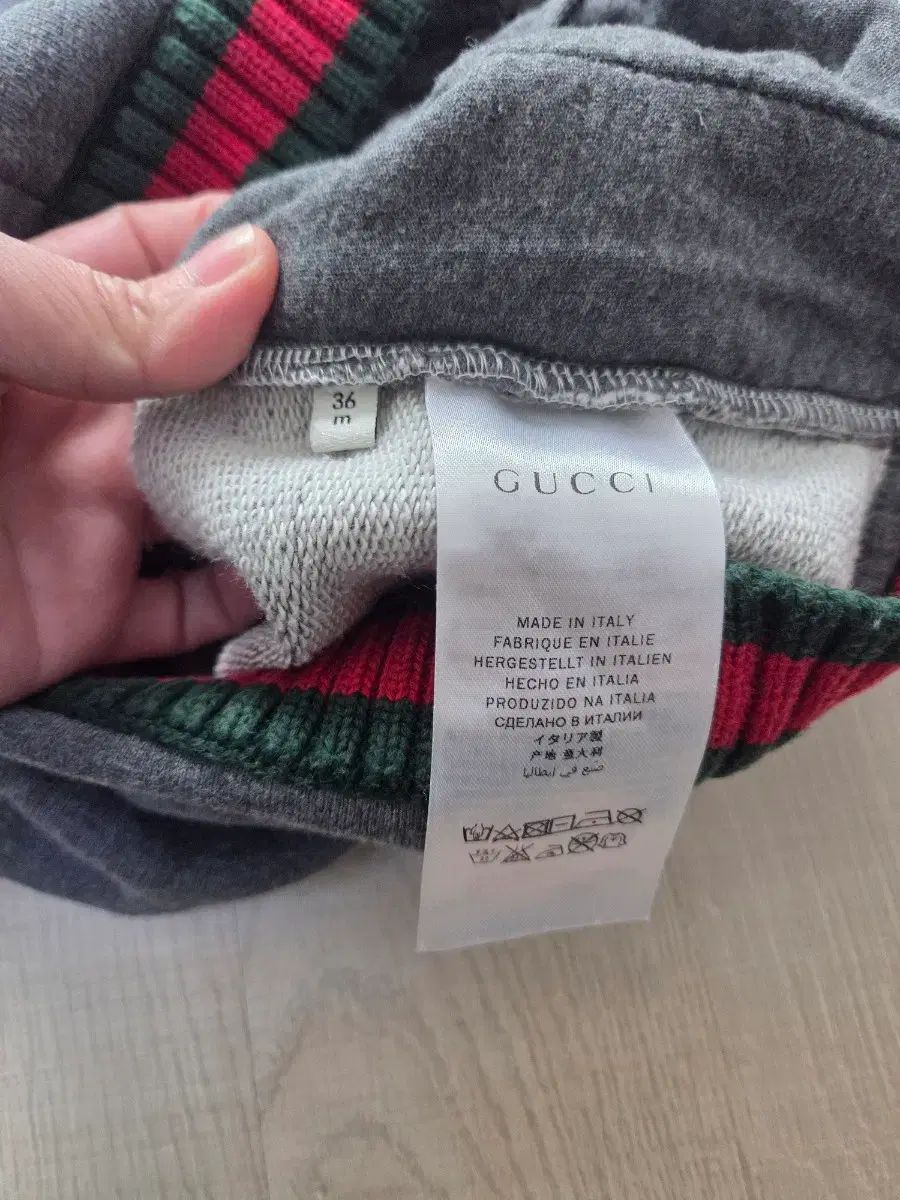 36
m
GUCCI
MADE IN ITALY
FABRIQUE EN ITALIE
HERGESTELLT IN ITALIEN
HECHO EN ITALIA
PRODUZIDO NA ITALIA
СДЕЛАНО В ИТАЛИИ
イタリア製
产地 意大利
صنع في إيطاليا